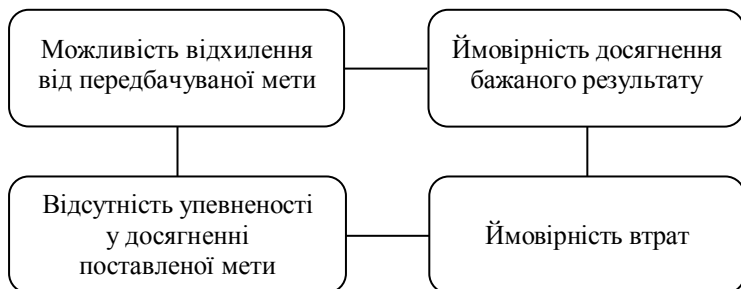 Можливість відхилення
від передбачуваної мети
Ймовірність досягнення
бажаного результату
Відсутність упевненості
у досягненні
поставленої мети
Ймовірність втрат